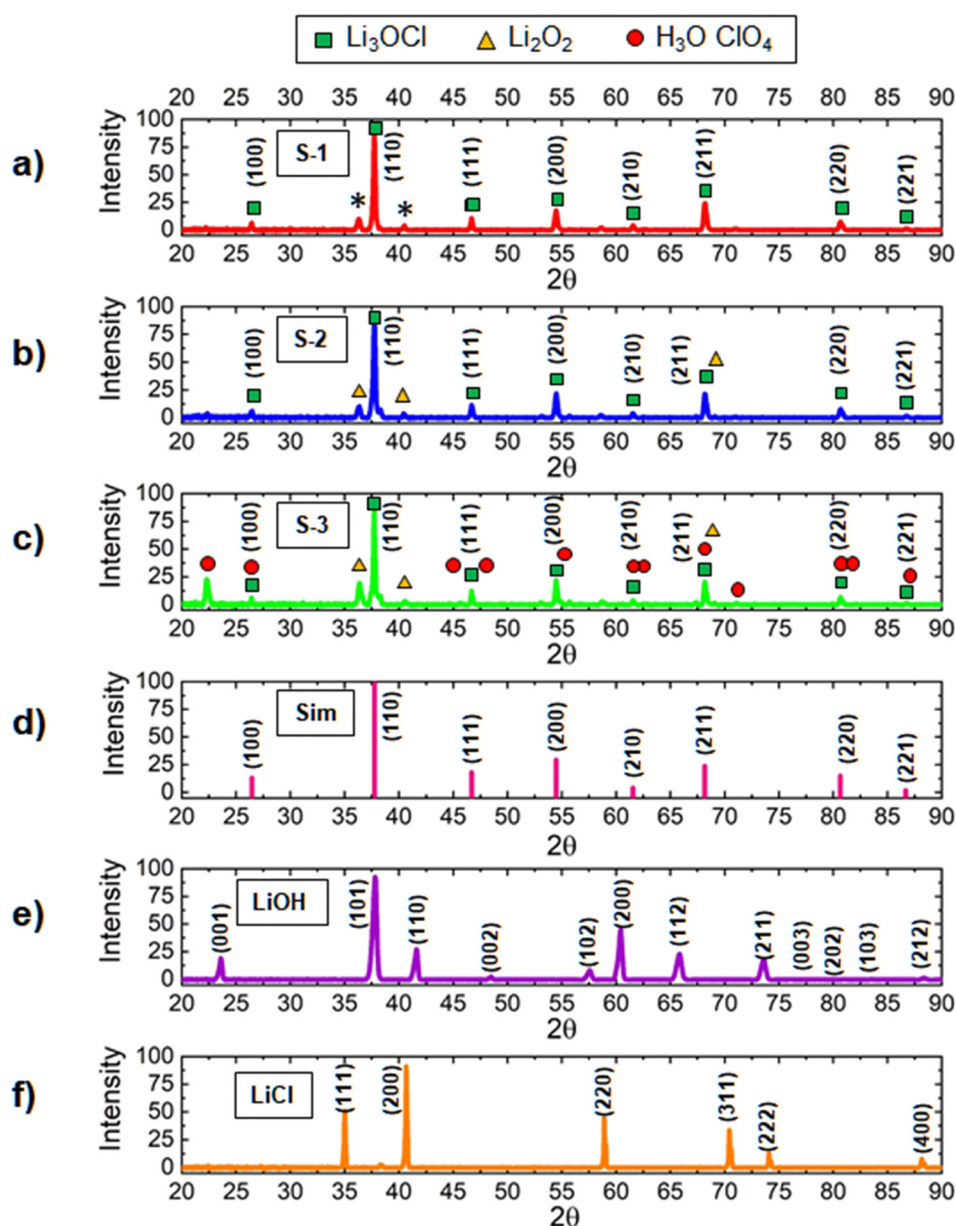 Li₃OCl Li₂O₂ H₃O ClO₄
20 25 30 35 40 45 50 55 60 65 70 75 80 85 90
a)
Intensity
100
75
50
25
0
S-1
(100) * (110) * (111) (200) (210) (211) (220) (221)
20 25 30 35 40 45 50 55 60 65 70 75 80 85 90
2θ
b)
Intensity
100
75
50
25
0
S-2
(100) (110) (111) (200) (210) (211) (220) (221)
20 25 30 35 40 45 50 55 60 65 70 75 80 85 90
2θ
c)
Intensity
100
75
50
25
0
S-3
(100) (110) (111) (200) (210) (211) (220) (221)
20 25 30 35 40 45 50 55 60 65 70 75 80 85 90
2θ
d)
Intensity
100
75
50
25
0
Sim
(100) (110) (111) (200) (210) (211) (220) (221)
20 25 30 35 40 45 50 55 60 65 70 75 80 85 90
2θ
e)
Intensity
100
75
50
25
0
LiOH
(001) (101) (110) (002) (102) (200) (112) (211) (003) (202) (103) (212)
20 25 30 35 40 45 50 55 60 65 70 75 80 85 90
2θ
f)
Intensity
100
75
50
25
0
LiCl
(111) (200) (220) (311) (222) (400)
20 25 30 35 40 45 50 55 60 65 70 75 80 85 90
2θ